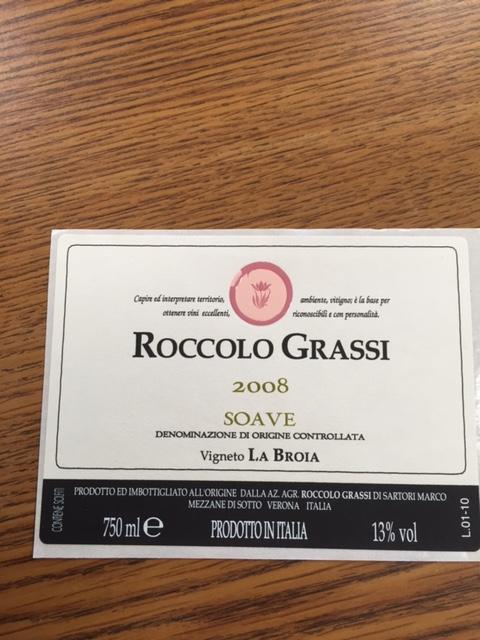 Capire ed interpretare territorio, ambiente, vitigno; è la base per
ottenere vini eccellenti, riconoscibili e con personalità.
ROCCOLO GRASSI
2008
SOAVE
DENOMINAZIONE DI ORIGINE CONTROLLATA
Vigneto LA BROIA
PRODOTTO ED IMBOTTIGLIATO ALL'ORIGINE DALLA AZ. AGR. ROCCOLO GRASSI DI SARTORI MARCO
MEZZANE DI SOTTO VERONA ITALIA
750 ml e PRODOTTO IN ITALIA 13% vol
CONTIENE SOLFITI
L.01-10